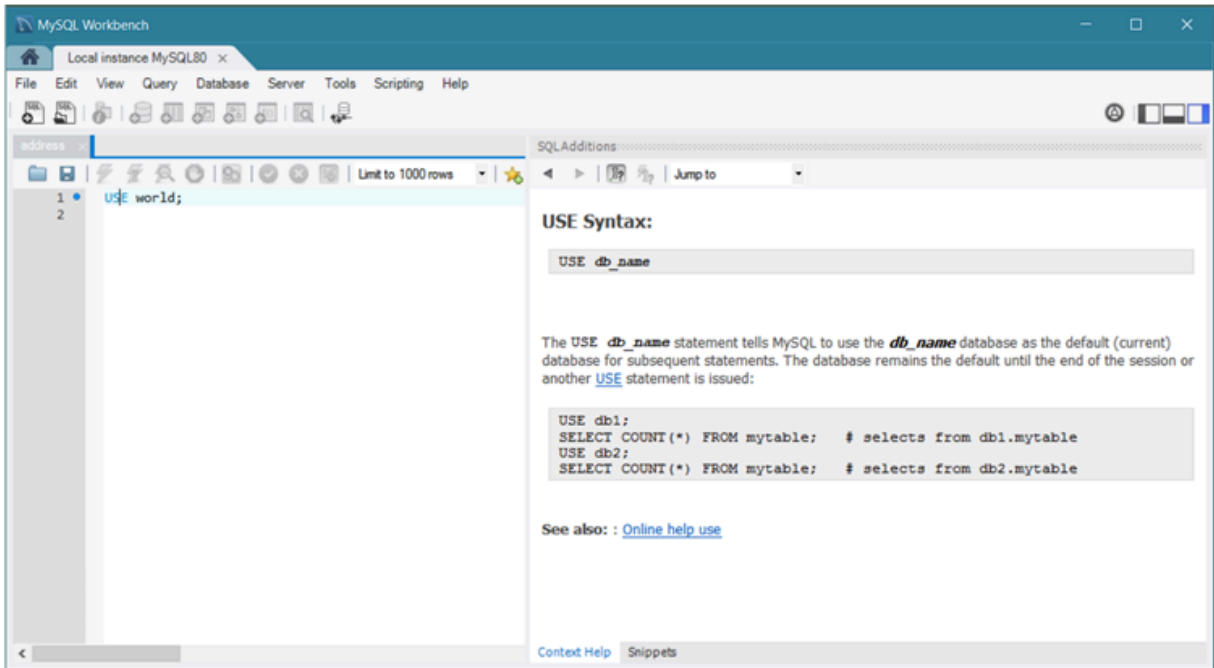 MySQL Workbench
Local instance MySQL80
File Edit View Query Database Server Tools Scripting Help
address
SQLAdditions
Limit to 1000 rows
Jump to
1 USE world;
2
USE Syntax:
USE db_name
The USE db_name statement tells MySQL to use the db_name database as the default (current)
database for subsequent statements. The database remains the default until the end of the session or
another USE statement is issued:
USE db1;
SELECT COUNT(*) FROM mytable;   # selects from db1.mytable
USE db2;
SELECT COUNT(*) FROM mytable;   # selects from db2.mytable
See also: : Online help use
Context Help Snippets